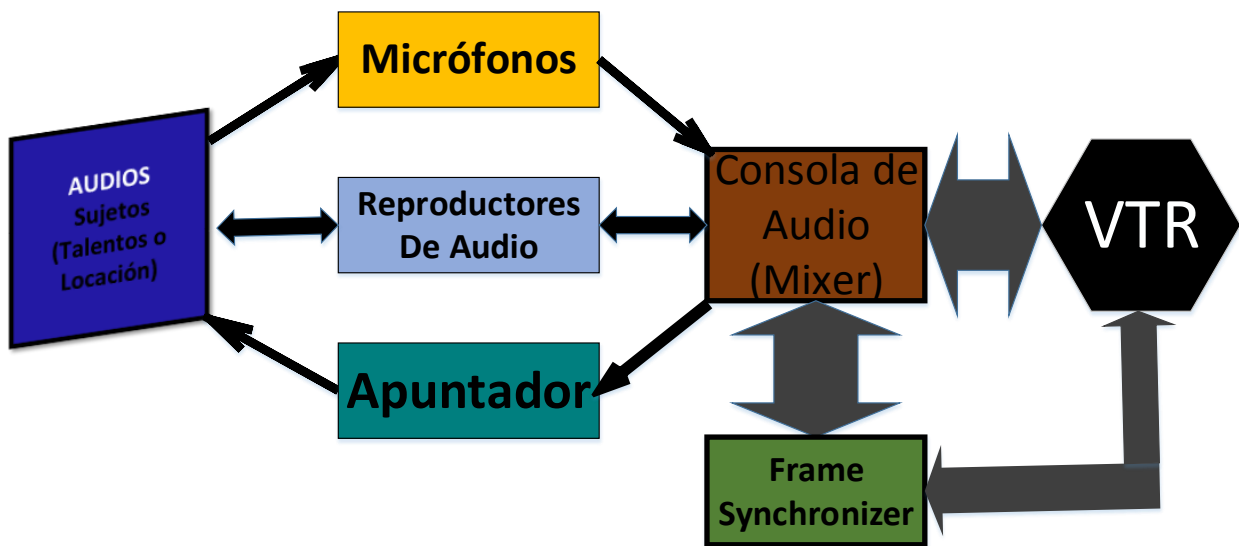 Micrófonos
AUDIOS
Sujetos
(Talentos o
Locación)
Reproductores
De Audio
Consola de
Audio
(Mixer)
VTR
Apuntador
Frame
Synchronizer